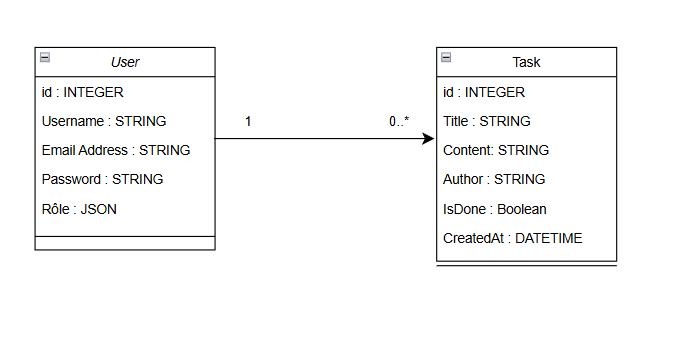 User
id : INTEGER
Username : STRING
Email Address : STRING
Password : STRING
Rôle : JSON
1
0..*
Task
id : INTEGER
Title : STRING
Content: STRING
Author : STRING
IsDone : Boolean
CreatedAt : DATETIME